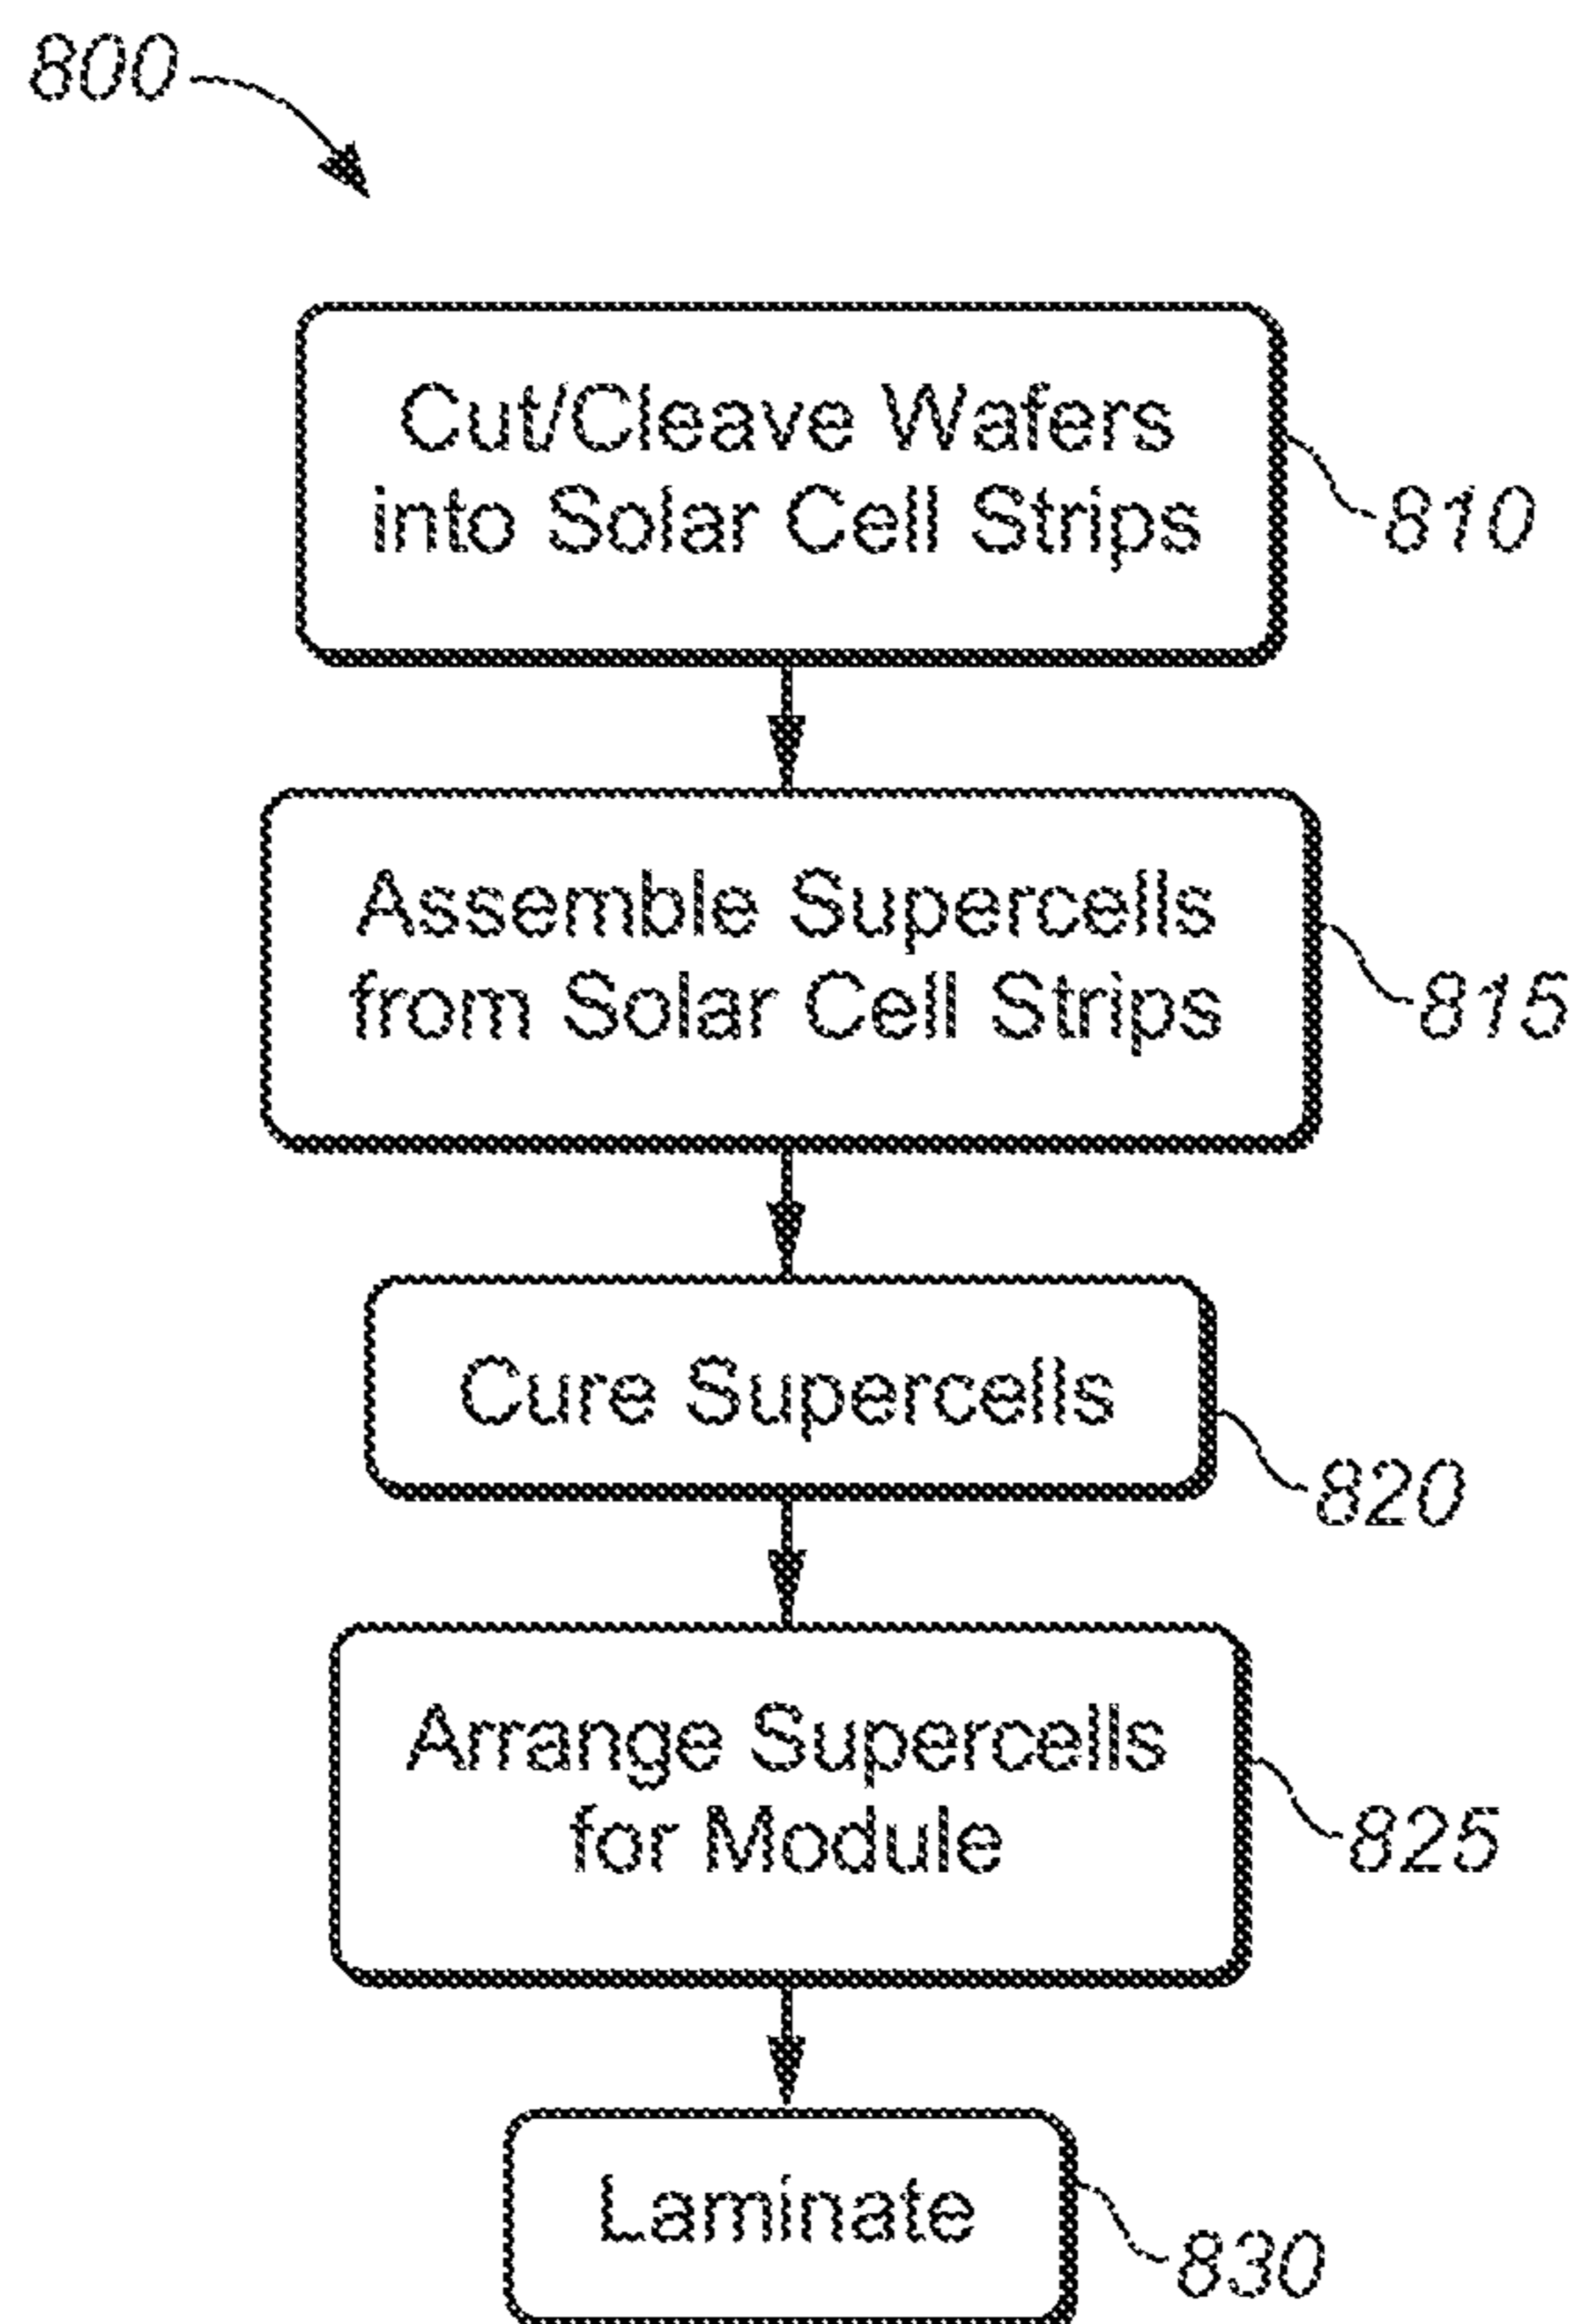 800
Cut/Cleave Wafers
into Solar Cell Strips
810
Assemble Supercells
from Solar Cell Strips
815
Cure Supercells
820
Arrange Supercells
for Module
825
Laminate
830